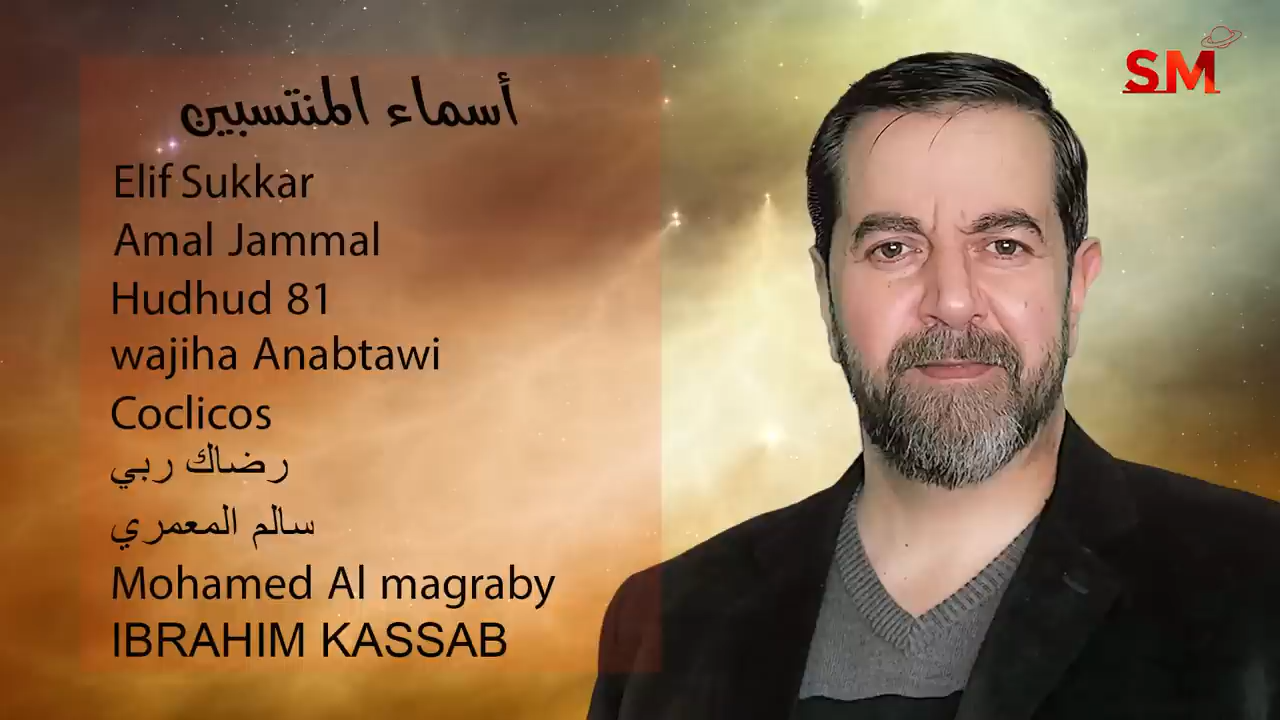 SM
أسماء المنتسبين
Elif Sukkar
Amal Jammal
Hudhud 81
wajiha Anabtawi
Coclicos
رضاك ربي
سالم المعمري
Mohamed Al magraby
IBRAHIM KASSAB